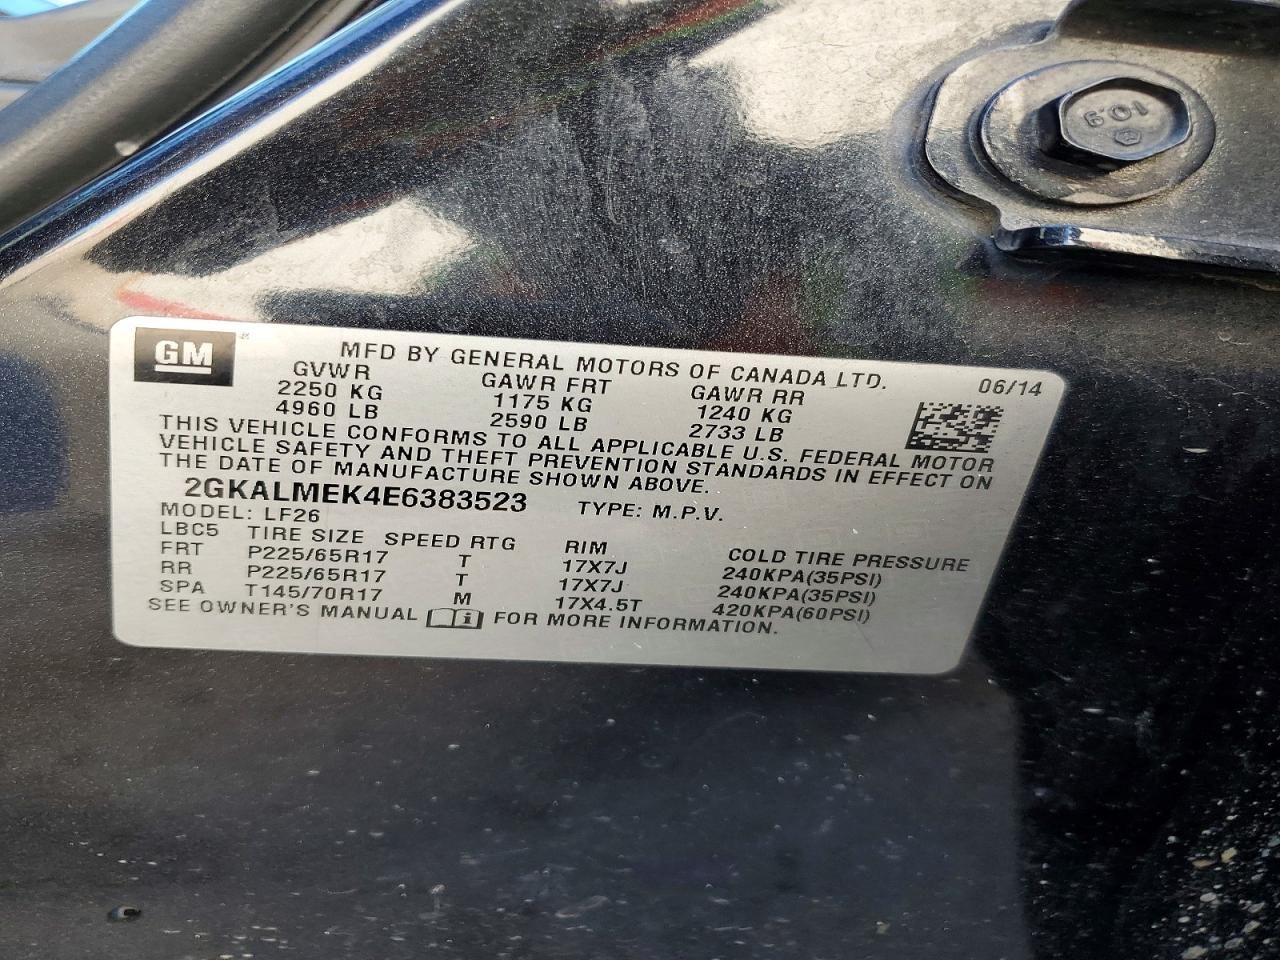 10.9
GM
MFD BY GENERAL MOTORS OF CANADA LTD. 06/14
GVWR GAWR FRT GAWR RR
2250 KG 1175 KG 1240 KG
4960 LB 2590 LB 2733 LB
THIS VEHICLE CONFORMS TO ALL APPLICABLE U.S. FEDERAL MOTOR
VEHICLE SAFETY AND THEFT PREVENTION STANDARDS IN EFFECT ON
THE DATE OF MANUFACTURE SHOWN ABOVE.
2GKALMEK4E6383523 TYPE: M.P.V.
MODEL: LF26
LBC5 TIRE SIZE SPEED RTG RIM COLD TIRE PRESSURE
FRT P225/65R17 T 17X7J 240KPA(35PSI)
RR P225/65R17 T 17X7J 240KPA(35PSI)
SPA T145/70R17 M 17X4.5T 420KPA(60PSI)
SEE OWNER'S MANUAL i FOR MORE INFORMATION.